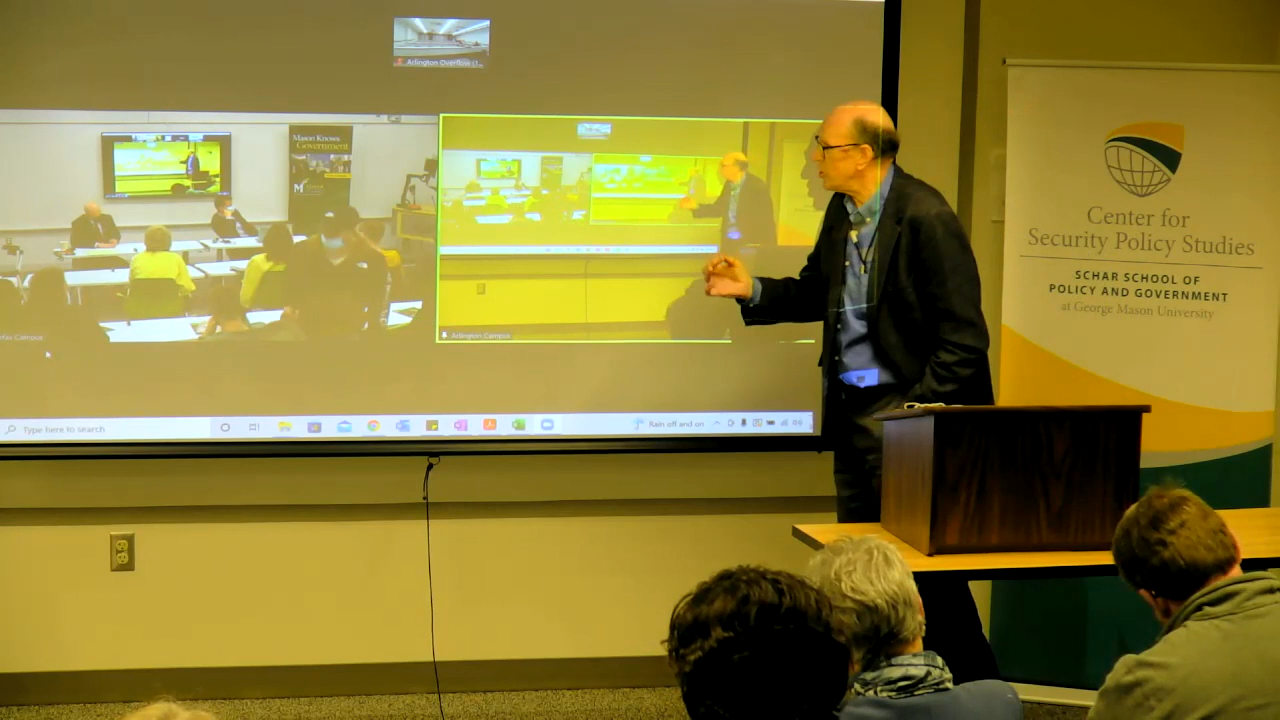 Arlington Overflow (1
Mason Knows
Government
M
Arlington Campus
Type here to search
Rain off and on
Center for
Security Policy Studies
SCHAR SCHOOL OF
POLICY AND GOVERNMENT
at George Mason University